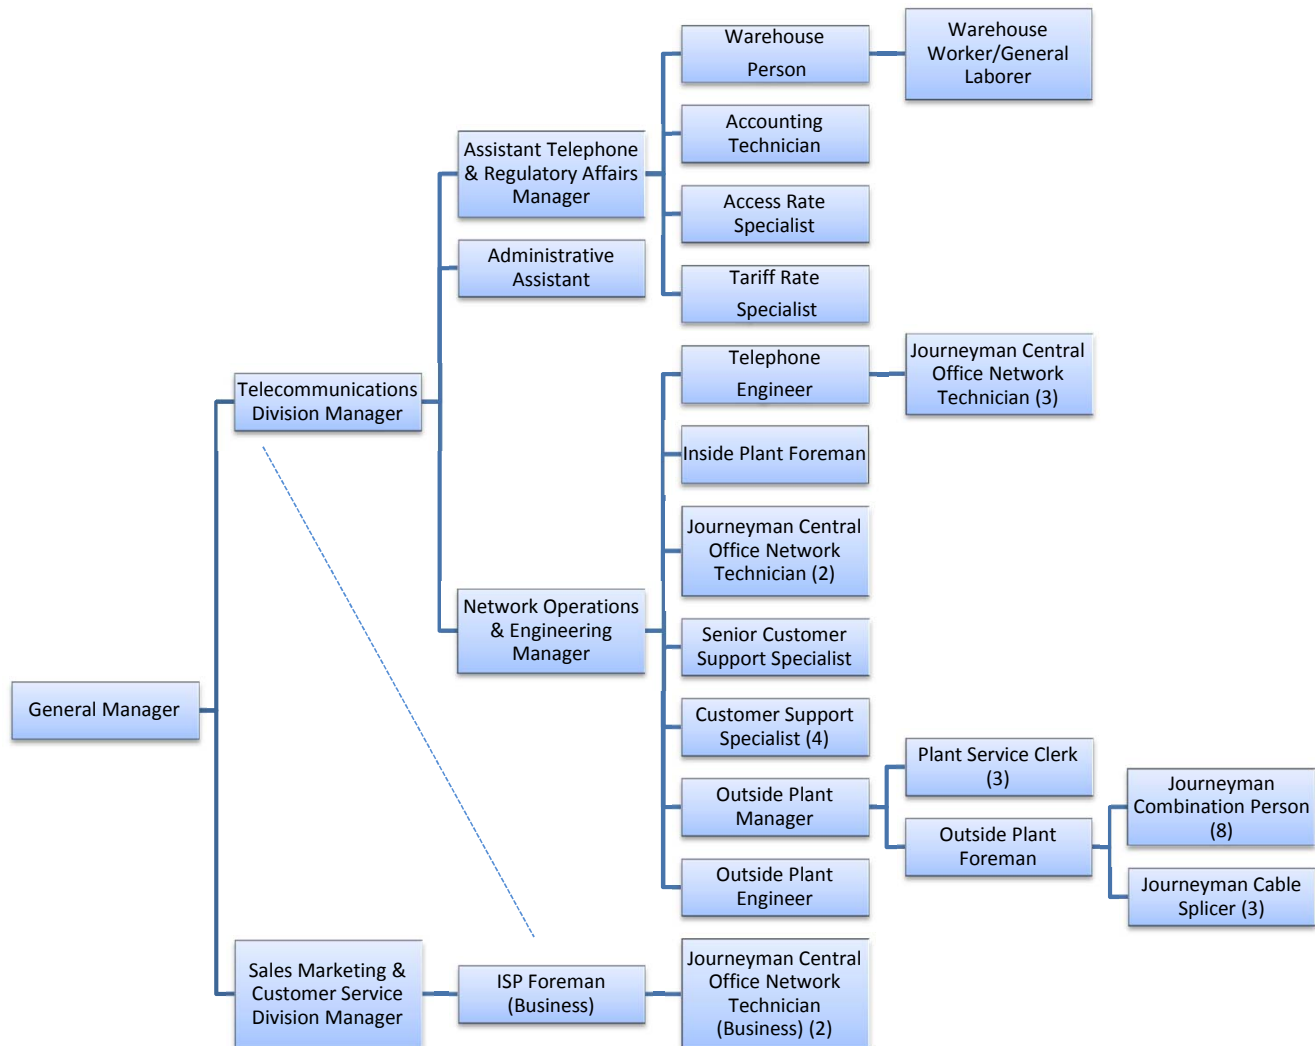 Warehouse
Person
Warehouse
Worker/General
Laborer
Accounting
Technician
Assistant Telephone
& Regulatory Affairs
Manager
Access Rate
Specialist
Administrative
Assistant
Tariff Rate
Specialist
Telephone
Engineer
Journeyman Central
Office Network
Technician (3)
Telecommunications
Division Manager
Inside Plant Foreman
Journeyman Central
Office Network
Technician (2)
Network Operations
& Engineering
Manager
Senior Customer
Support Specialist
General Manager
Customer Support
Specialist (4)
Plant Service Clerk
(3)
Outside Plant
Manager
Journeyman
Combination Person
(8)
Outside Plant
Foreman
Outside Plant
Engineer
Journeyman Cable
Splicer (3)
Sales Marketing &
Customer Service
Division Manager
ISP Foreman
(Business)
Journeyman Central
Office Network
Technician
(Business) (2)